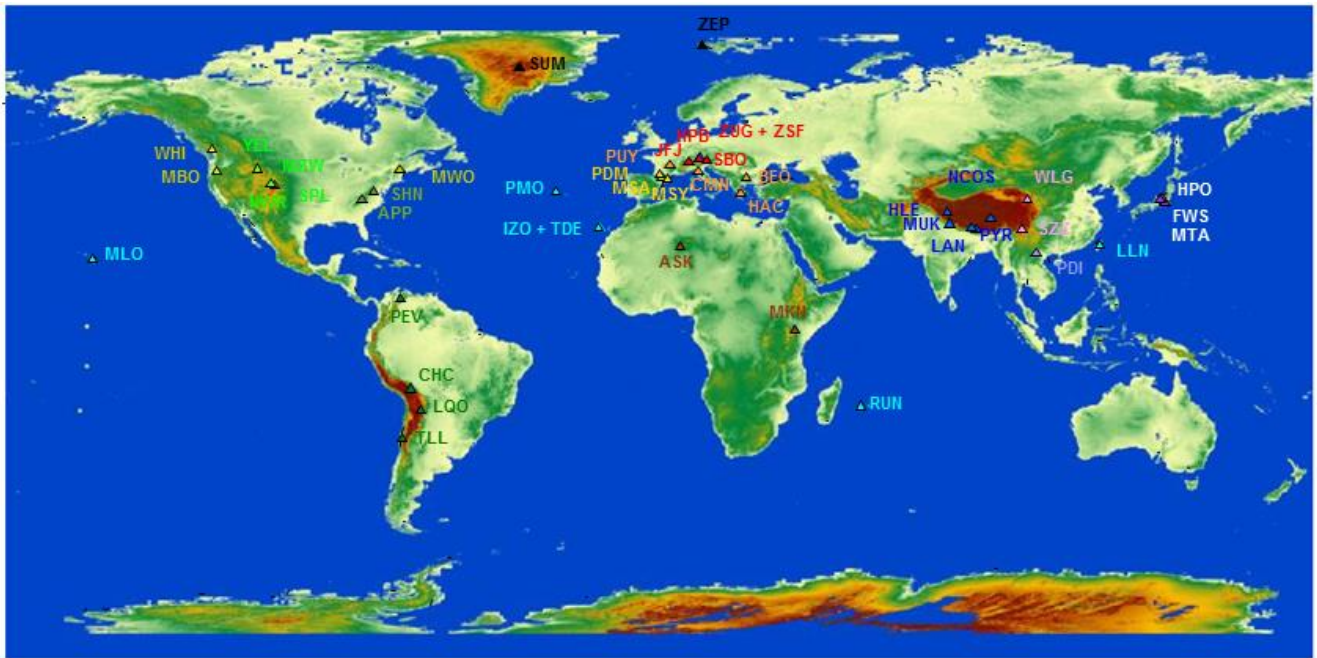 ZEP
SUM
WHI
YEL
MBO
SPL
SHN
APP
MWO
PMO
IZO + TDE
MLO
HPB
ZUG + ZSF
JFJ
SBO
PUY
PDM
MSA
MSY
CMN
BEO
HAC
ASK
MKN
NCOS
WLG
HLE
MUK
LAN
PYR
SZZ
PDI
LLN
HPO
FWS
MTA
PEV
CHC
LQO
TLL
RUN